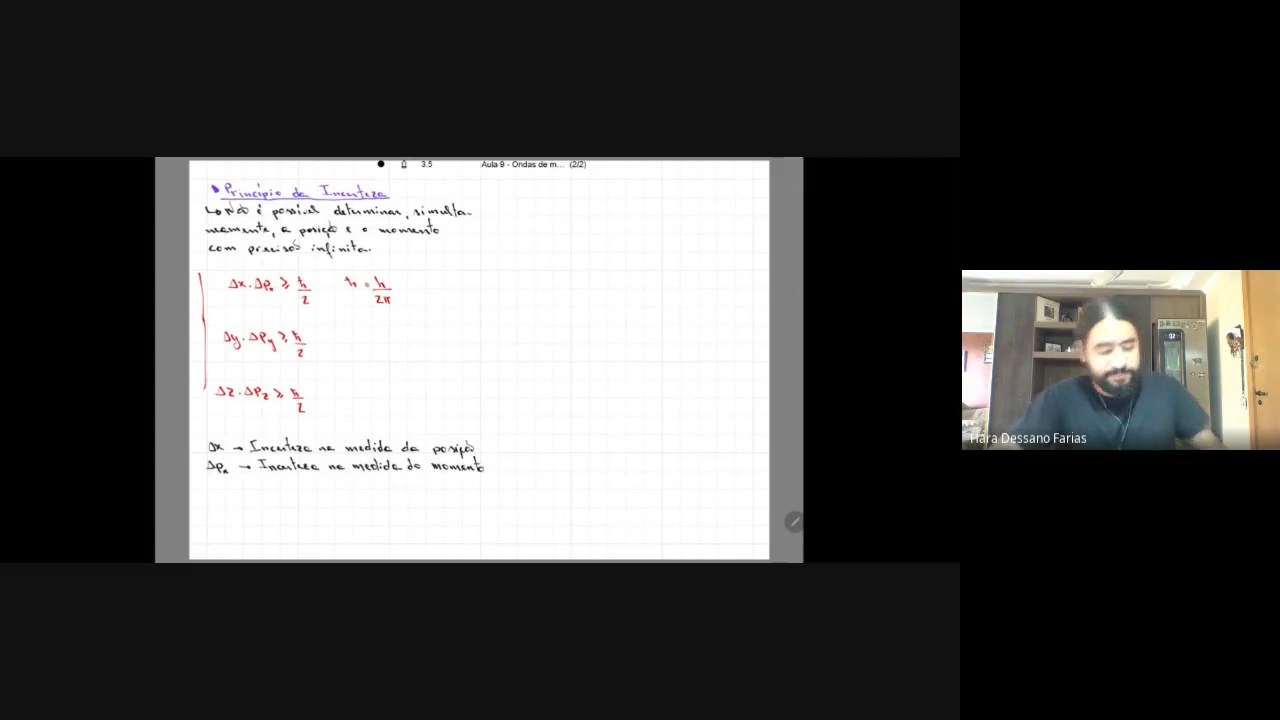 3.5 Aula 9 - Ondas de m... (2/2)
Princípio da Incerteza
↳ Não é possível determinar, simulta-
neamente, a posição e o momento
com precisão infinita.
Δx · Δpx ⩾ ħ/2 ħ = h/2π
Δy · Δpy ⩾ ħ/2
Δz · Δpz ⩾ ħ/2
Δx → Incerteza na medida da posição
Δpx → Incerteza na medida do momento
Hara Dessano Farias